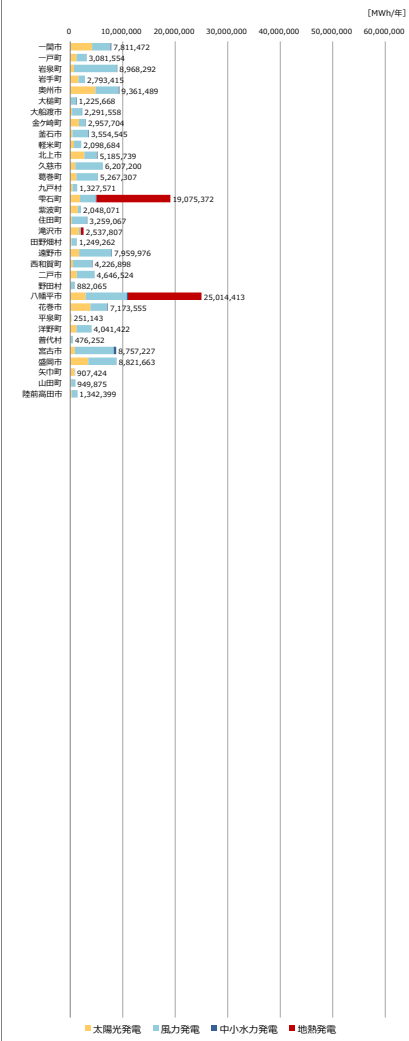 [MWh/年]
0 10,000,000 20,000,000 30,000,000 40,000,000 50,000,000 60,000,000
一関市 7,811,472
一戸町 3,081,554
岩泉町 8,968,292
岩手町 2,793,415
奥州市 9,361,489
大槌町 1,225,668
大船渡市 2,291,558
金ケ崎町 2,957,704
釜石市 3,554,545
軽米町 2,098,684
北上市 5,185,739
久慈市 6,207,200
葛巻町 5,267,307
九戸村 1,327,571
雫石町 19,075,372
紫波町 2,048,071
住田町 3,259,067
滝沢市 2,537,807
田野畑村 1,249,262
遠野市 7,959,976
西和賀町 4,226,898
二戸市 4,646,524
野田村 882,065
八幡平市 25,014,413
花巻市 7,173,555
平泉町 251,143
洋野町 4,041,422
普代村 476,252
宮古市 8,757,227
盛岡市 8,821,663
矢巾町 907,424
山田町 949,875
陸前高田市 1,342,399
太陽光発電 風力発電 中小水力発電 地熱発電